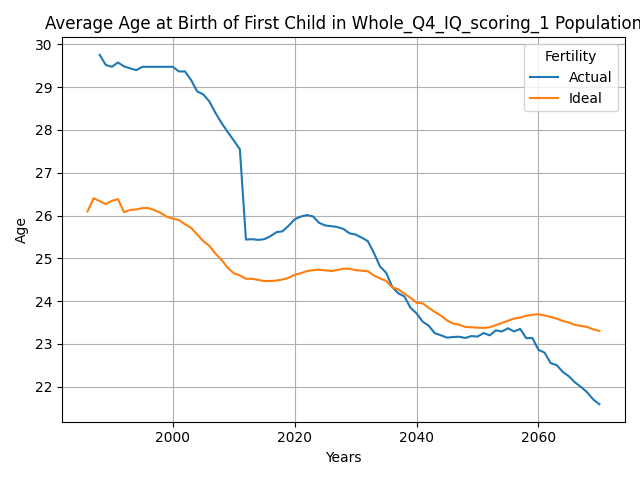 Average Age at Birth of First Child in Whole_Q4_IQ_scoring_1 Population
Fertility
Actual
Ideal
Age
30
29
28
27
26
25
24
23
22
2000
2020
2040
2060
Years